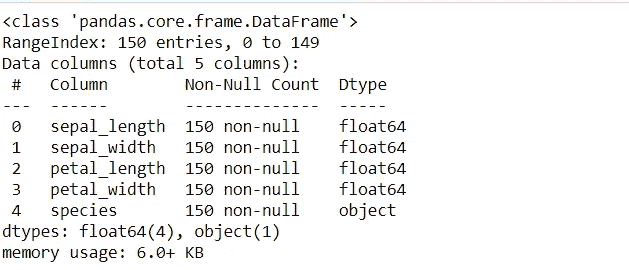 <class 'pandas.core.frame.DataFrame'>
RangeIndex: 150 entries, 0 to 149
Data columns (total 5 columns):
 #   Column        Non-Null Count  Dtype
---  ------        --------------  -----
 0   sepal_length  150 non-null    float64
 1   sepal_width   150 non-null    float64
 2   petal_length  150 non-null    float64
 3   petal_width   150 non-null    float64
 4   species       150 non-null    object
dtypes: float64(4), object(1)
memory usage: 6.0+ KB